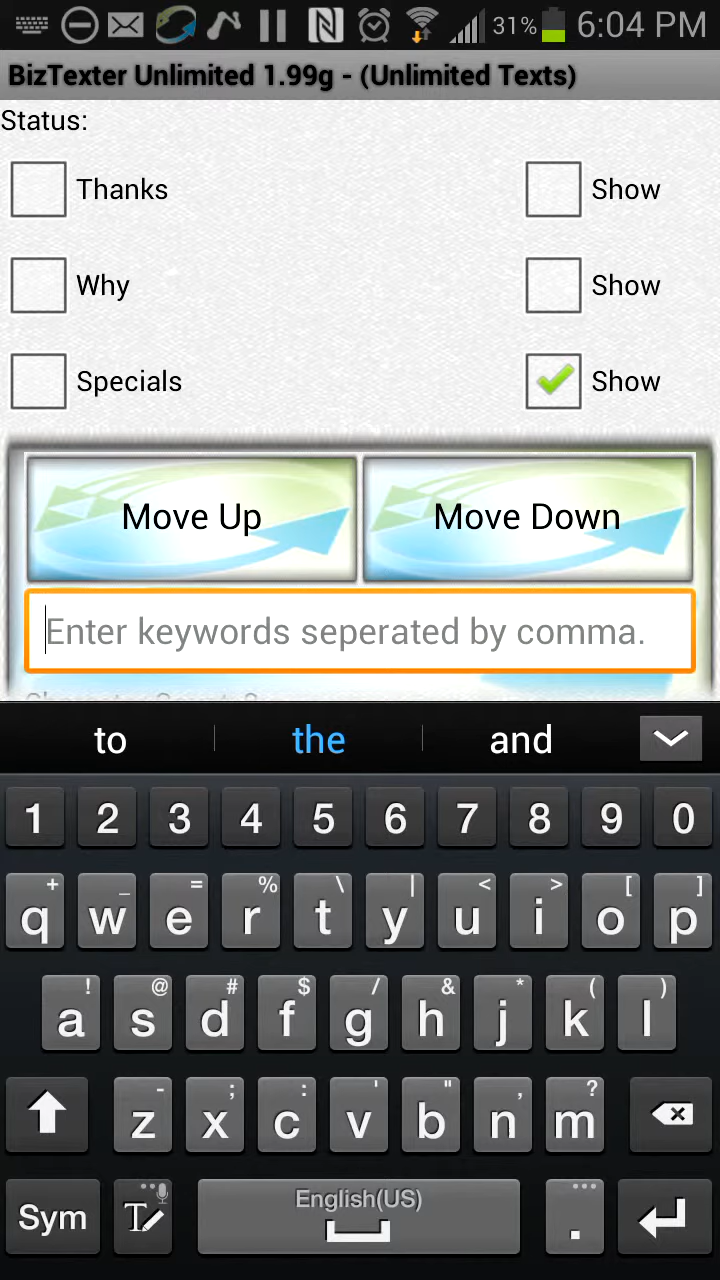 31% 6:04 PM
BizTexter Unlimited 1.99g - (Unlimited Texts)
Status:
Thanks Show
Why Show
Specials Show
Move Up Move Down
Enter keywords seperated by comma.
to the and
1 2 3 4 5 6 7 8 9 0
+ _ = % \ | < > [ ]
q w e r t y u i o p
! @ # $ / & * ( )
a s d f g h j k l
- ; : ' " , ?
z x c v b n m
Sym English(US) .